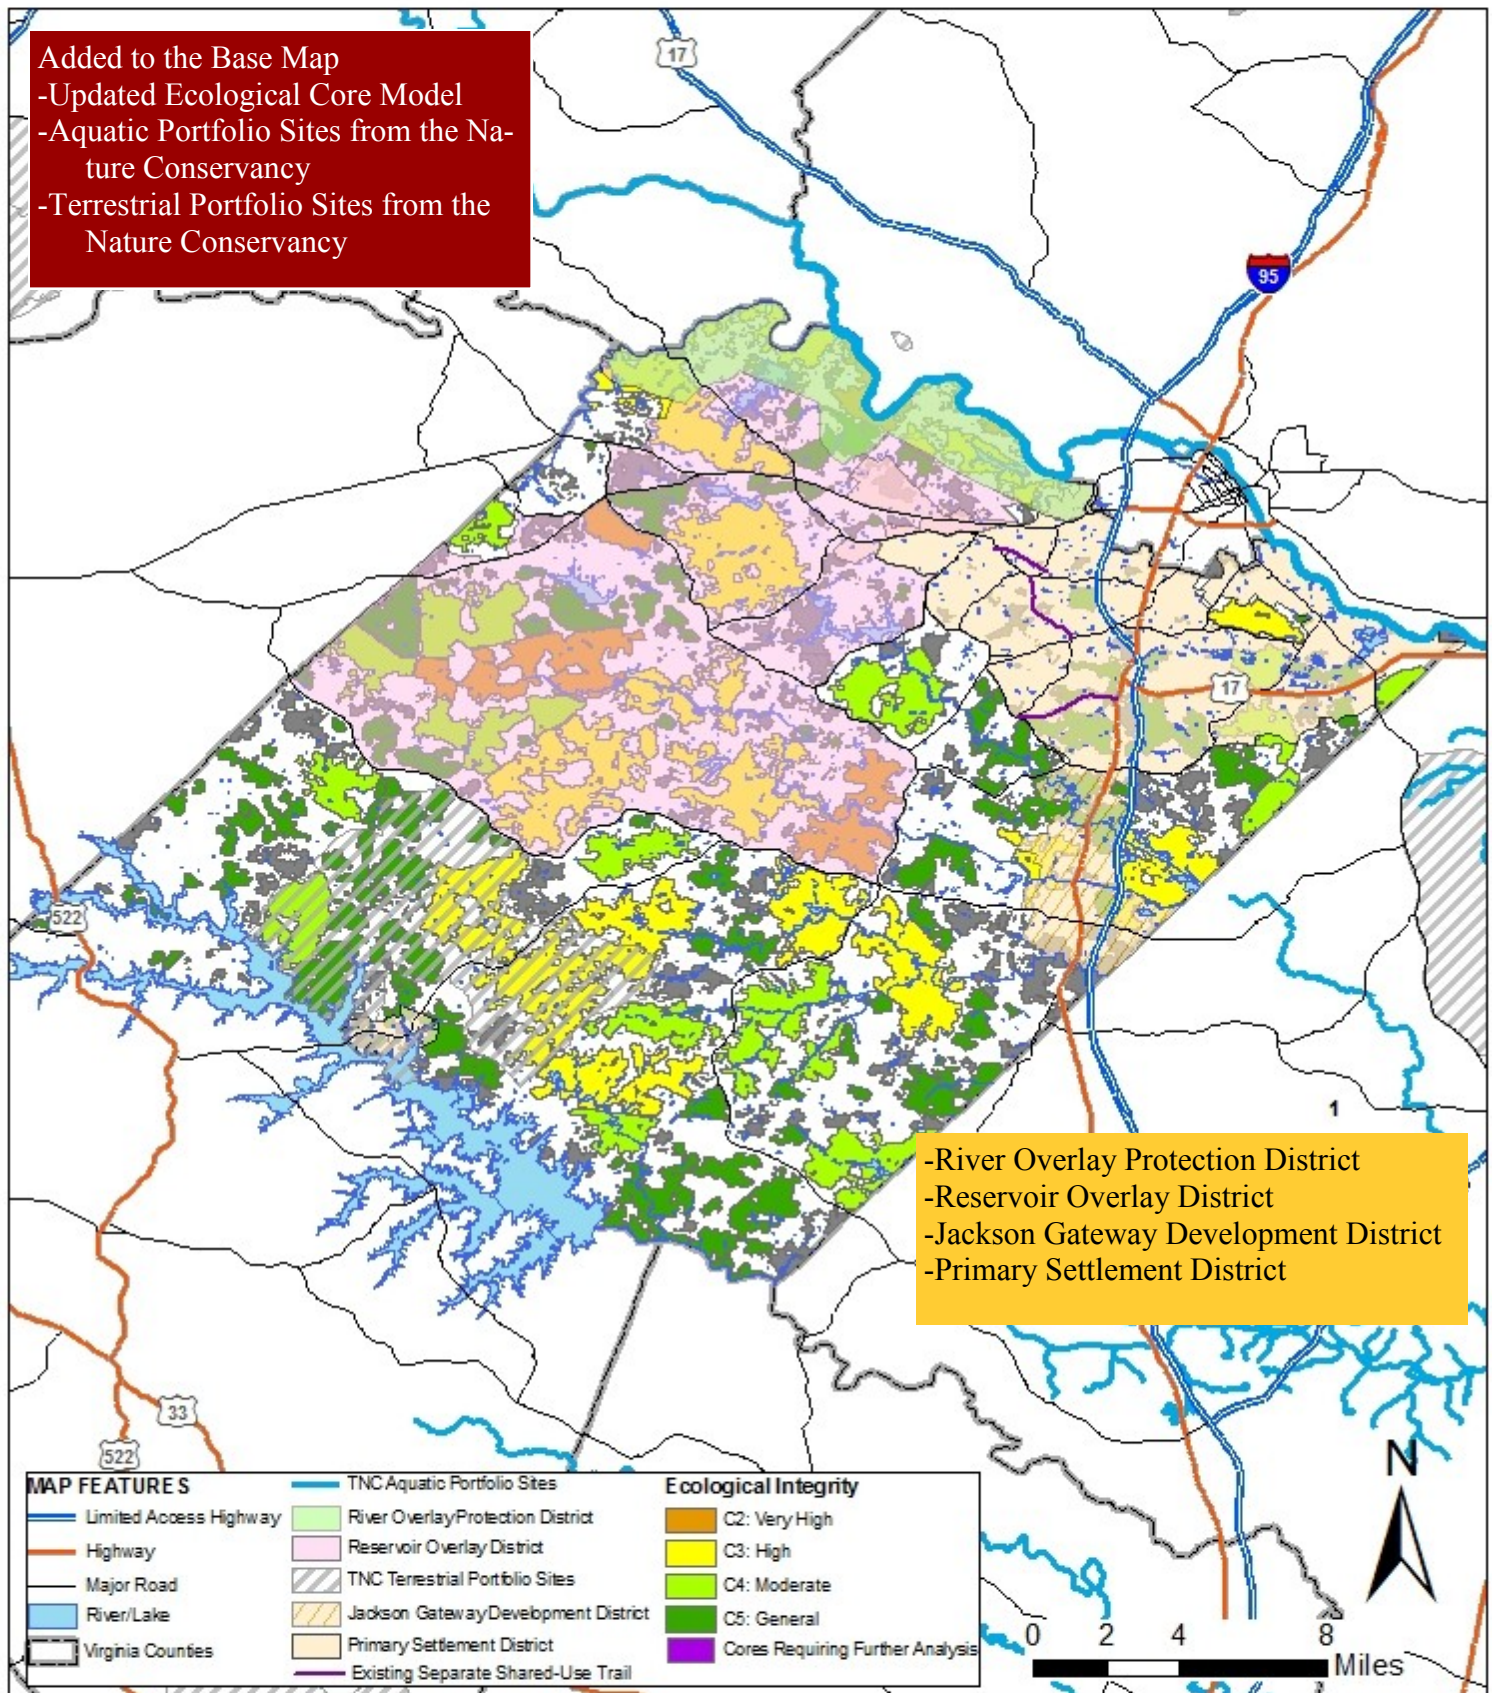 Added to the Base Map
-Updated Ecological Core Model
-Aquatic Portfolio Sites from the Na-
ture Conservancy
-Terrestrial Portfolio Sites from the
Nature Conservancy
17
95
17
522
1
-River Overlay Protection District
-Reservoir Overlay District
-Jackson Gateway Development District
-Primary Settlement District
33
522
N
MAP FEATURES
Limited Access Highway
Highway
Major Road
River/Lake
Virginia Counties
TNC Aquatic Portfolio Sites
River Overlay Protection District
Reservoir Overlay District
TNC Terrestrial Portfolio Sites
Jackson Gateway Development District
Primary Settlement District
Existing Separate Shared-Use Trail
Ecological Integrity
C2: Very High
C3: High
C4: Moderate
C5: General
Cores Requiring Further Analysis
0 2 4 8
Miles